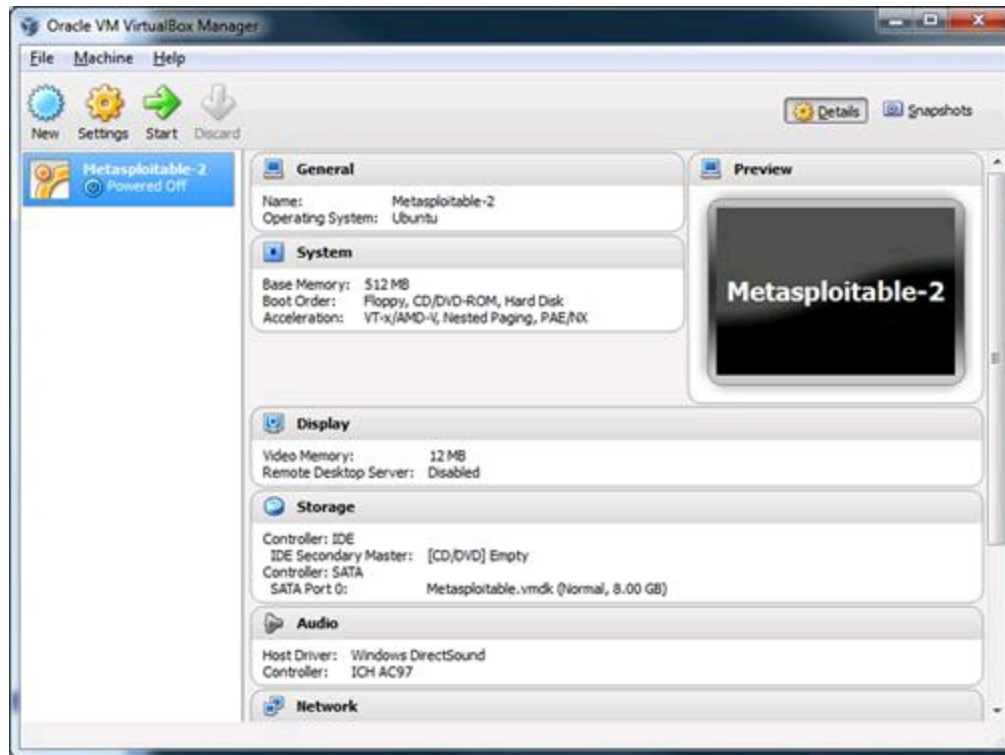 Oracle VM VirtualBox Manager
File Machine Help
New Settings Start Discard
Details Snapshots
Metasploitable-2
Powered Off
General
Name: Metasploitable-2
Operating System: Ubuntu
System
Base Memory: 512 MB
Boot Order: Floppy, CD/DVD-ROM, Hard Disk
Acceleration: VT-x/AMD-V, Nested Paging, PAE/NX
Preview
Metasploitable-2
Display
Video Memory: 12 MB
Remote Desktop Server: Disabled
Storage
Controller: IDE
IDE Secondary Master: [CD/DVD] Empty
Controller: SATA
SATA Port 0: Metasploitable.vmdk (Normal, 8.00 GB)
Audio
Host Driver: Windows DirectSound
Controller: ICH AC97
Network